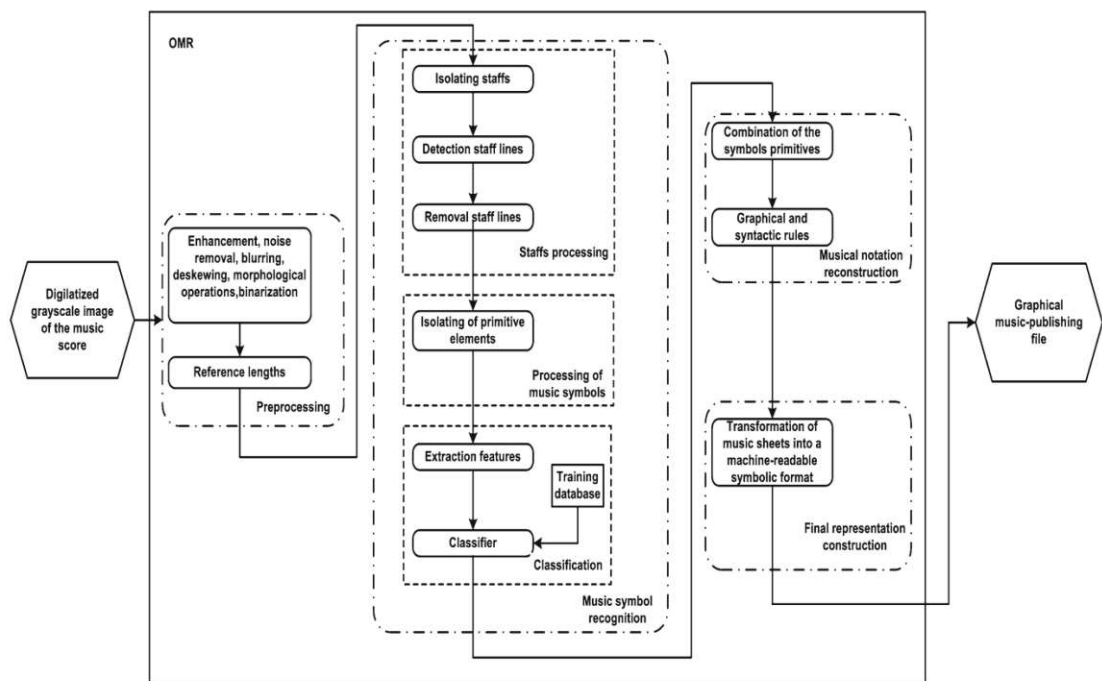 OMR
Digilatized
grayscale image
of the music
score
Enhancement, noise
removal, blurring,
deskewing, morphological
operations,binarization
Reference lengths
Preprocessing
Isolating staffs
Detection staff lines
Removal staff lines
Staffs processing
Isolating of primitive
elements
Processing of
music symbols
Extraction features
Training
database
Classifier
Classification
Music symbol
recognition
Combination of the
symbols primitives
Graphical and
syntactic rules
Musical notation
reconstruction
Transformation of
music sheets into a
machine-readable
symbolic format
Final representation
construction
Graphical
music-publishing
file